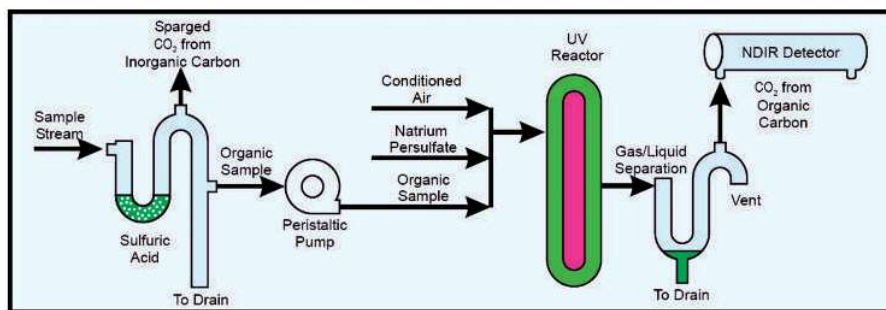 Sparged
CO2 from
Inorganic Carbon
Sample
Stream
Sulfuric
Acid
To Drain
Organic
Sample
Peristaltic
Pump
Conditioned
Air
Natrium
Persulfate
Organic
Sample
UV
Reactor
Gas/Liquid
Separation
To Drain
Vent
NDIR Detector
CO2 from
Organic
Carbon